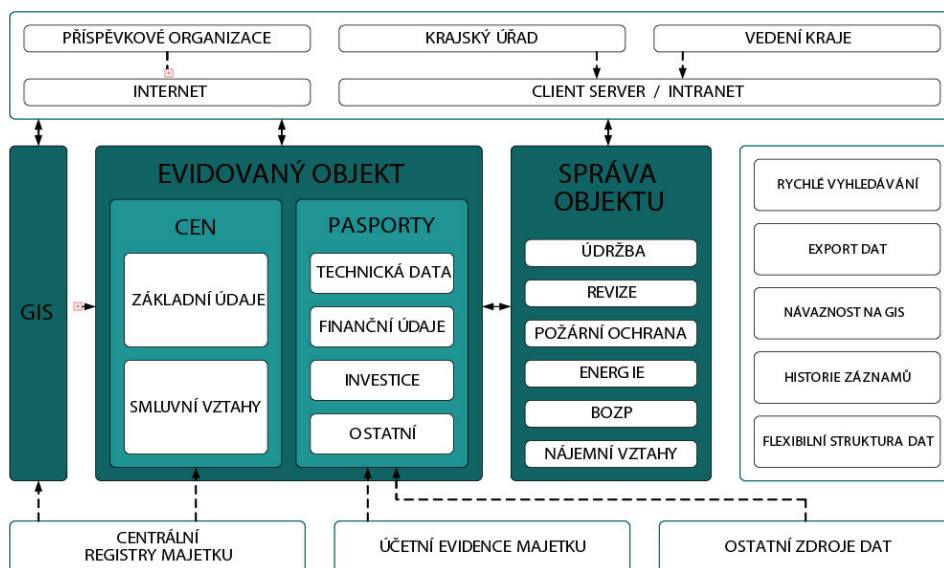 PŘÍSPĚVKOVÉ ORGANIZACE
KRAJSKÝ ÚŘAD
VEDENÍ KRAJE
INTERNET
CLIENT SERVER / INTRANET
GIS
EVIDOVANÝ OBJEKT
CEN
ZÁKLADNÍ ÚDAJE
SMLUVNÍ VZTAHY
PASPORTY
TECHNICKÁ DATA
FINANČNÍ ÚDAJE
INVESTICE
OSTATNÍ
SPRÁVA
OBJEKTU
ÚDRŽBA
REVIZE
POŽÁRNÍ OCHRANA
ENERGIE
BOZP
NÁJEMNÍ VZTAHY
RYCHLÉ VYHLEDÁVÁNÍ
EXPORT DAT
NÁVAZNOST NA GIS
HISTORIE ZÁZNAMŮ
FLEXIBILNÍ STRUKTURA DAT
CENTRÁLNÍ
REGISTRY MAJETKU
ÚČETNÍ EVIDENCE MAJETKU
OSTATNÍ ZDROJE DAT